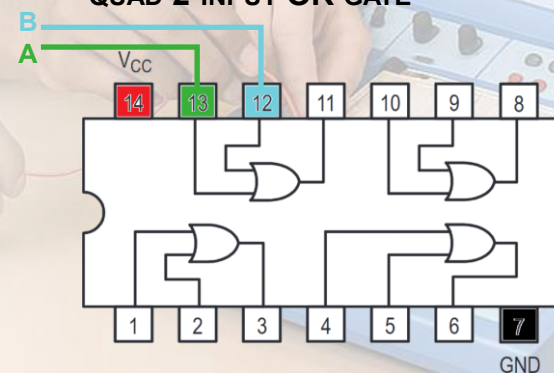 QUAD 2 INPUT OR GATE
B
A
VCC
14 13 12 11 10 9 8
1 2 3 4 5 6 7
GND